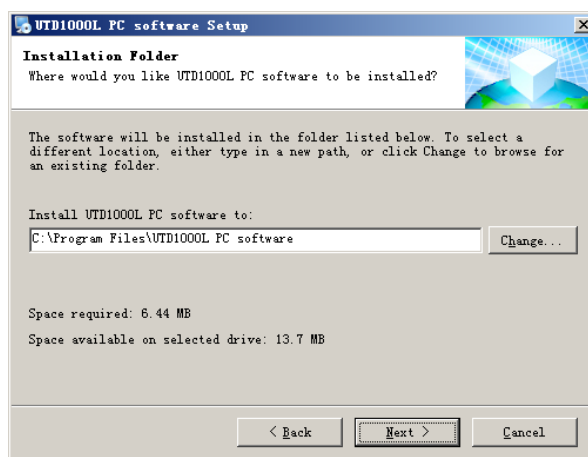 UTD1000L PC software Setup
Installation Folder
Where would you like UTD1000L PC software to be installed?
The software will be installed in the folder listed below. To select a
different location, either type in a new path, or click Change to browse for
an existing folder.
Install UTD1000L PC software to:
C:\Program Files\UTD1000L PC software
Change...
Space required: 6.44 MB
Space available on selected drive: 13.7 MB
< Back
Next >
Cancel